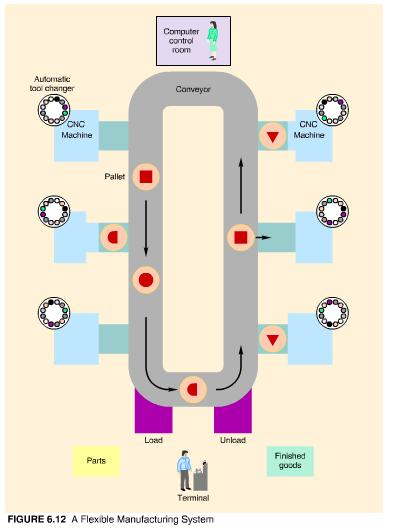 Computer
control
room
Automatic
tool changer
Conveyor
CNC
Machine
CNC
Machine
Pallet
Load
Unload
Parts
Finished
goods
Terminal
FIGURE 6.12 A Flexible Manufacturing System